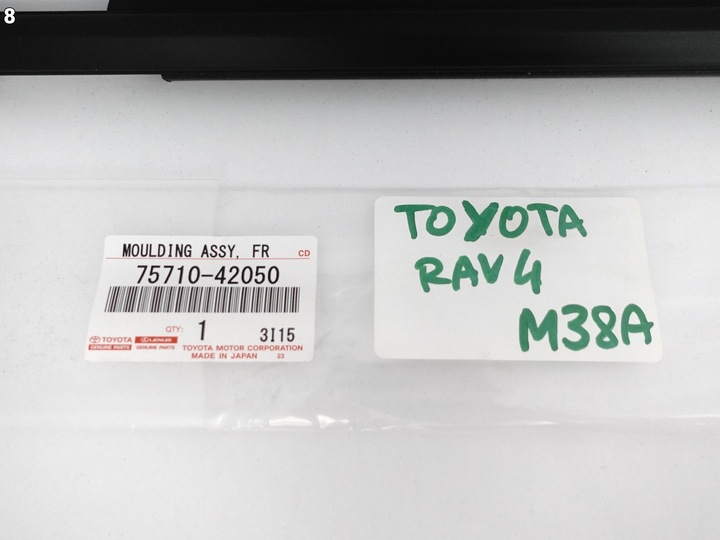 8
MOULDING ASSY, FR
CD
75710-42050
QTY: 1
3I15
TOYOTA
GENUINE PARTS
LEXUS
GENUINE PARTS
TOYOTA MOTOR CORPORATION
MADE IN JAPAN
23
TOYOTA
RAV4
M38A